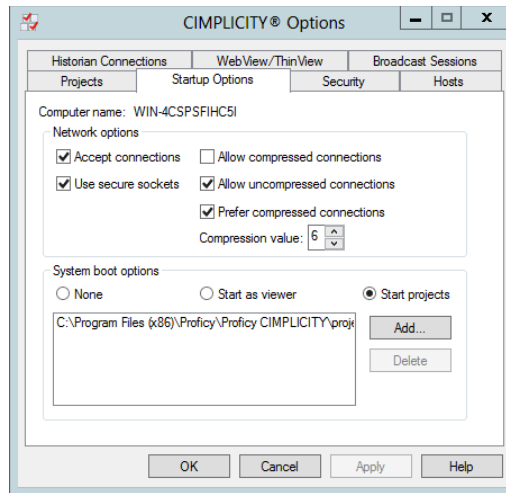 CIMPLICITY® Options
Historian Connections WebView/ThinView Broadcast Sessions
Projects Startup Options Security Hosts
Computer name: WIN-4CSPSFIHC5I
Network options
Accept connections Allow compressed connections
Use secure sockets Allow uncompressed connections
Prefer compressed connections
Compression value: 6
System boot options
None Start as viewer Start projects
C:\Program Files (x86)\Proficy\Proficy CIMPLICITY\proje Add...
Delete
OK Cancel Apply Help